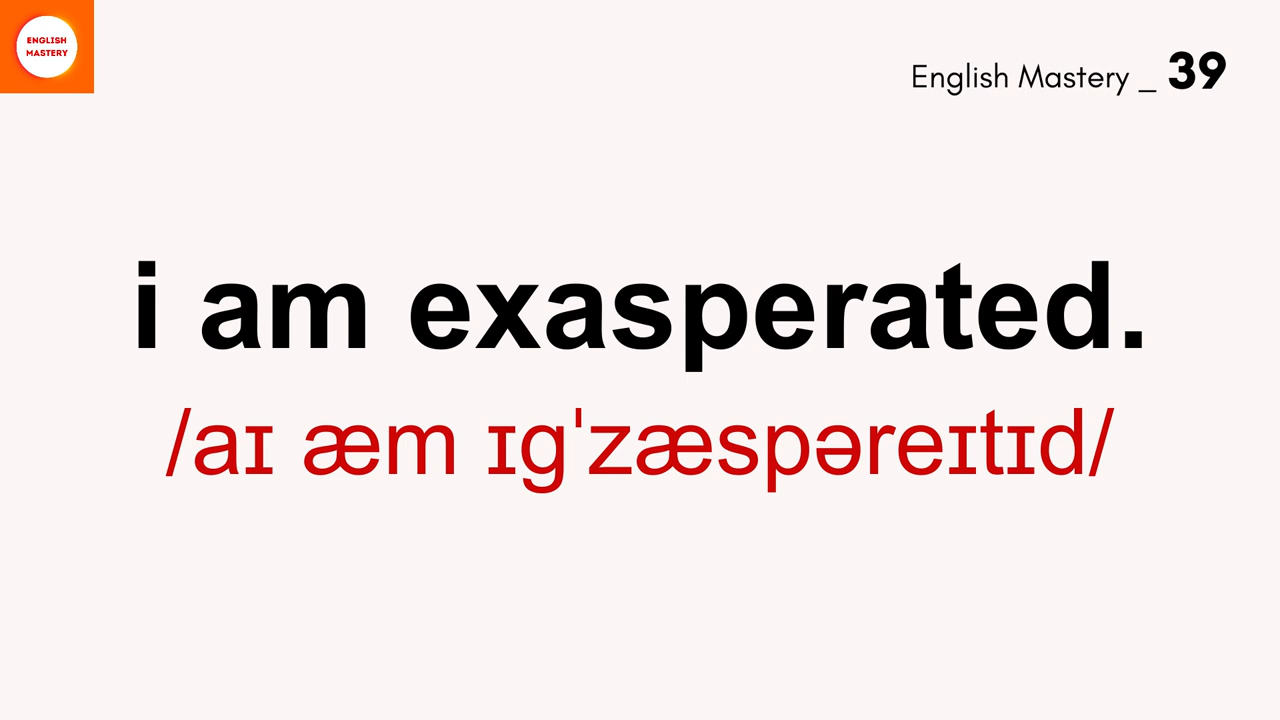 ENGLISH
MASTERY
English Mastery _ 39
i am exasperated.
/aɪ æm ɪgˈzæspəreɪtɪd/